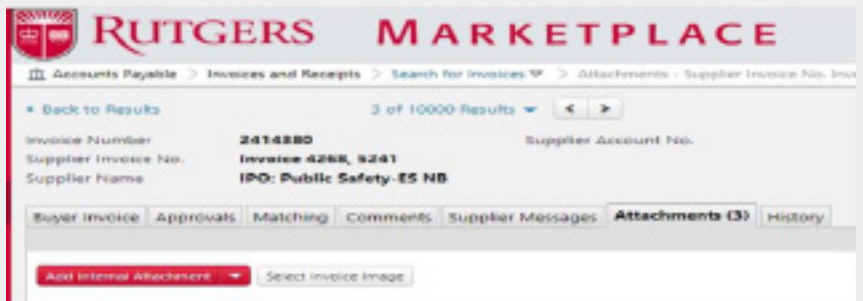 RUTGERS MARKETPLACE
Accounts Payable > Invoices and Receipts > Search for Invoices > Attachments - Supplier Invoice No. Inv
Back to Results 3 of 10000 Results < >
Invoice Number 2414880 Supplier Account No.
Supplier Invoice No. Invoice 4268, 5241
Supplier Name IPO: Public Safety-ES NB
Buyer Invoice Approvals Matching Comments Supplier Messages Attachments (3) History
Add Internal Attachment Select Invoice Image